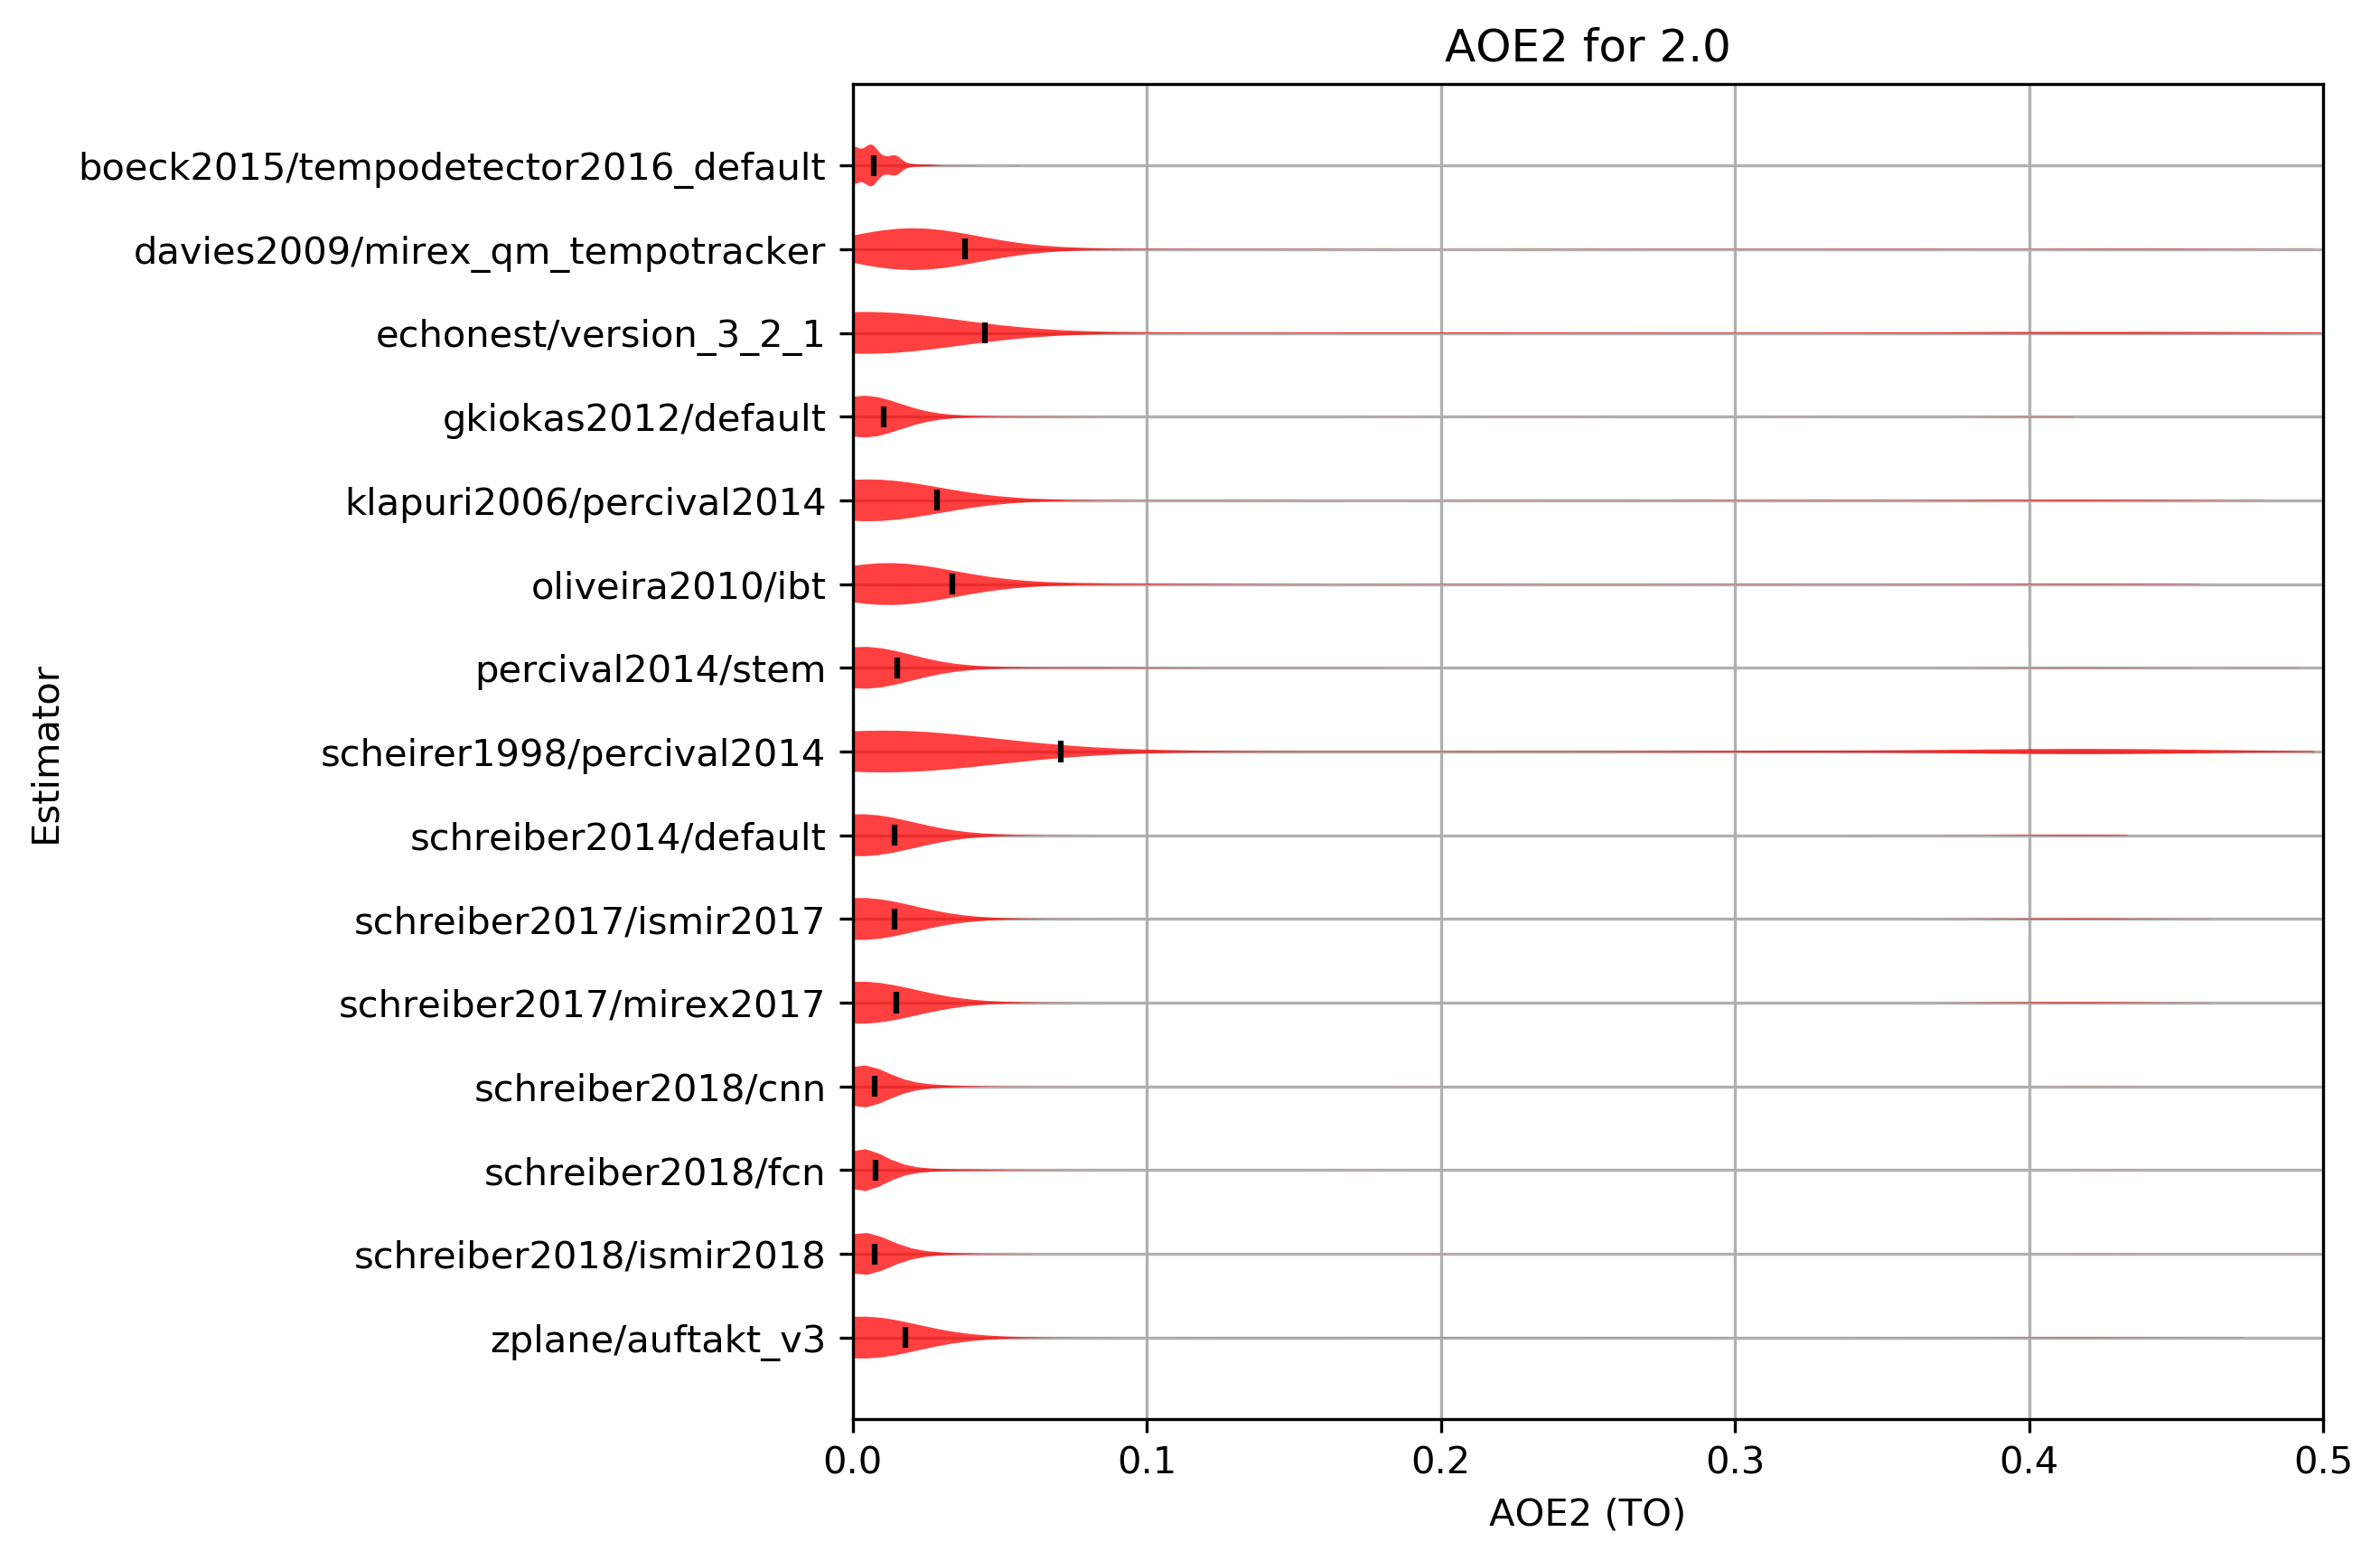 AOE2 for 2.0
boeck2015/tempodetector2016_default
davies2009/mirex_qm_tempotracker
echonest/version_3_2_1
gkiokas2012/default
klapuri2006/percival2014
oliveira2010/ibt
percival2014/stem
scheirer1998/percival2014
schreiber2014/default
schreiber2017/ismir2017
schreiber2017/mirex2017
schreiber2018/cnn
schreiber2018/fcn
schreiber2018/ismir2018
zplane/auftakt_v3
Estimator
0.0 0.1 0.2 0.3 0.4 0.5
AOE2 (TO)